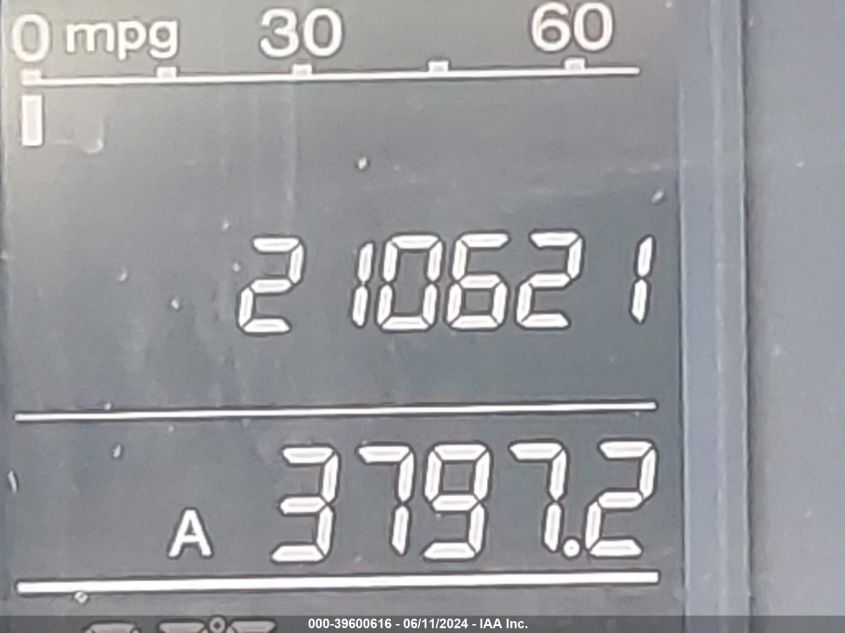 0 mpg 30 60
210621
A 3797.2
000-39600616 - 06/11/2024 - IAA Inc.